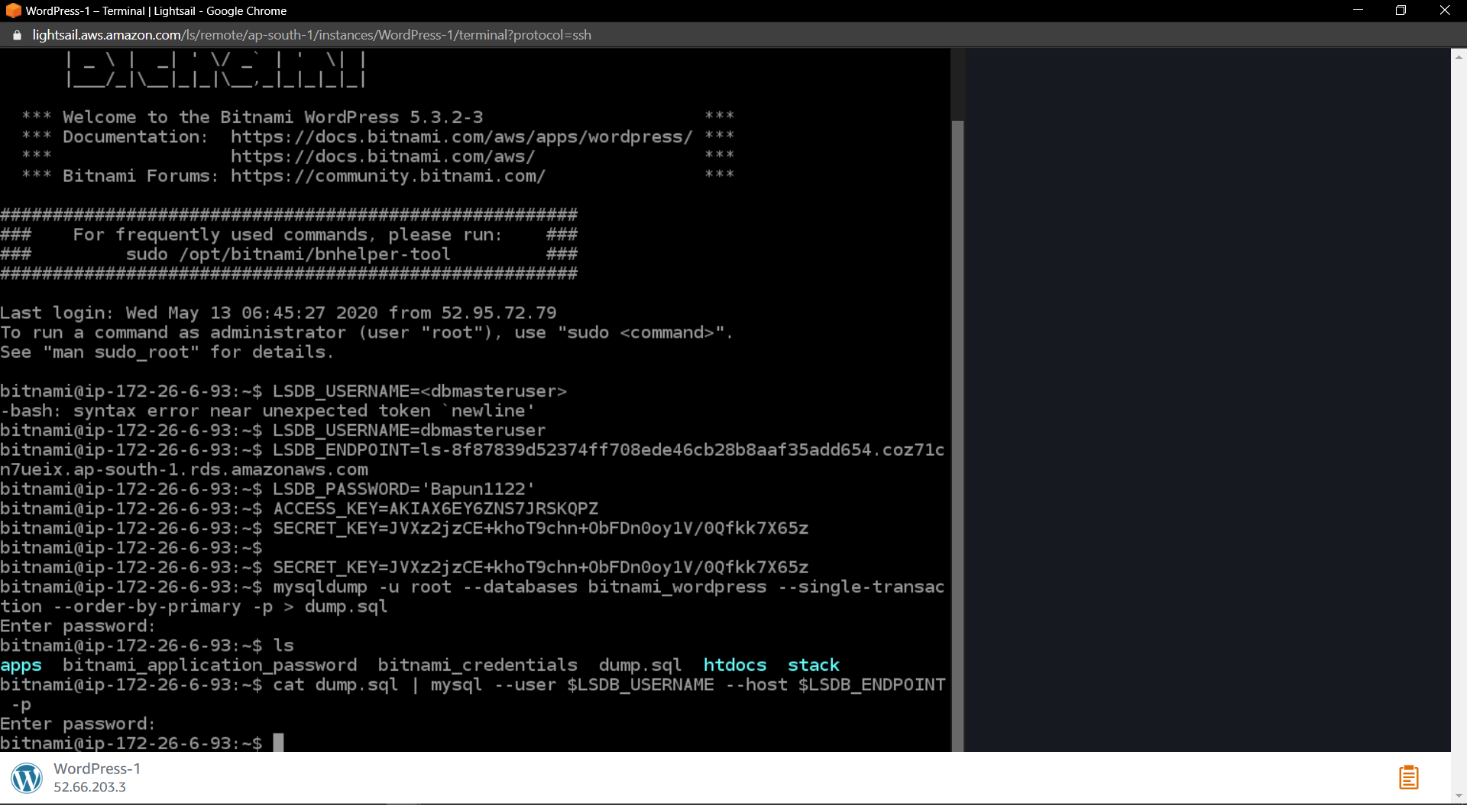 WordPress-1 – Terminal | Lightsail - Google Chrome
lightsail.aws.amazon.com/ls/remote/ap-south-1/instances/WordPress-1/terminal?protocol=ssh
*** Welcome to the Bitnami WordPress 5.3.2-3 ***
*** Documentation: https://docs.bitnami.com/aws/apps/wordpress/ ***
*** https://docs.bitnami.com/aws/ ***
*** Bitnami Forums: https://community.bitnami.com/ ***
#######################################################
### For frequently used commands, please run: ###
### sudo /opt/bitnami/bnhelper-tool ###
#######################################################
Last login: Wed May 13 06:45:27 2020 from 52.95.72.79
To run a command as administrator (user "root"), use "sudo <command>".
See "man sudo_root" for details.
bitnami@ip-172-26-6-93:~$ LSDB_USERNAME=<dbmasteruser>
-bash: syntax error near unexpected token `newline'
bitnami@ip-172-26-6-93:~$ LSDB_USERNAME=dbmasteruser
bitnami@ip-172-26-6-93:~$ LSDB_ENDPOINT=ls-8f87839d52374ff708ede46cb28b8aaf35add654.coz71c
n7ueix.ap-south-1.rds.amazonaws.com
bitnami@ip-172-26-6-93:~$ LSDB_PASSWORD='Bapun1122'
bitnami@ip-172-26-6-93:~$ ACCESS_KEY=AKIAX6EY6ZNS7JRSKQPZ
bitnami@ip-172-26-6-93:~$ SECRET_KEY=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
bitnami@ip-172-26-6-93:~$
bitnami@ip-172-26-6-93:~$ SECRET_KEY=JVXz2jzCE+khoT9chn+ObFDn0oy1V/0Qfkk7X65z
bitnami@ip-172-26-6-93:~$ mysqldump -u root --databases bitnami_wordpress --single-transac
tion --order-by-primary -p > dump.sql
Enter password:
bitnami@ip-172-26-6-93:~$ ls
apps bitnami_application_password bitnami_credentials dump.sql htdocs stack
bitnami@ip-172-26-6-93:~$ cat dump.sql | mysql --user $LSDB_USERNAME --host $LSDB_ENDPOINT
-p
Enter password:
bitnami@ip-172-26-6-93:~$
WordPress-1
52.66.203.3